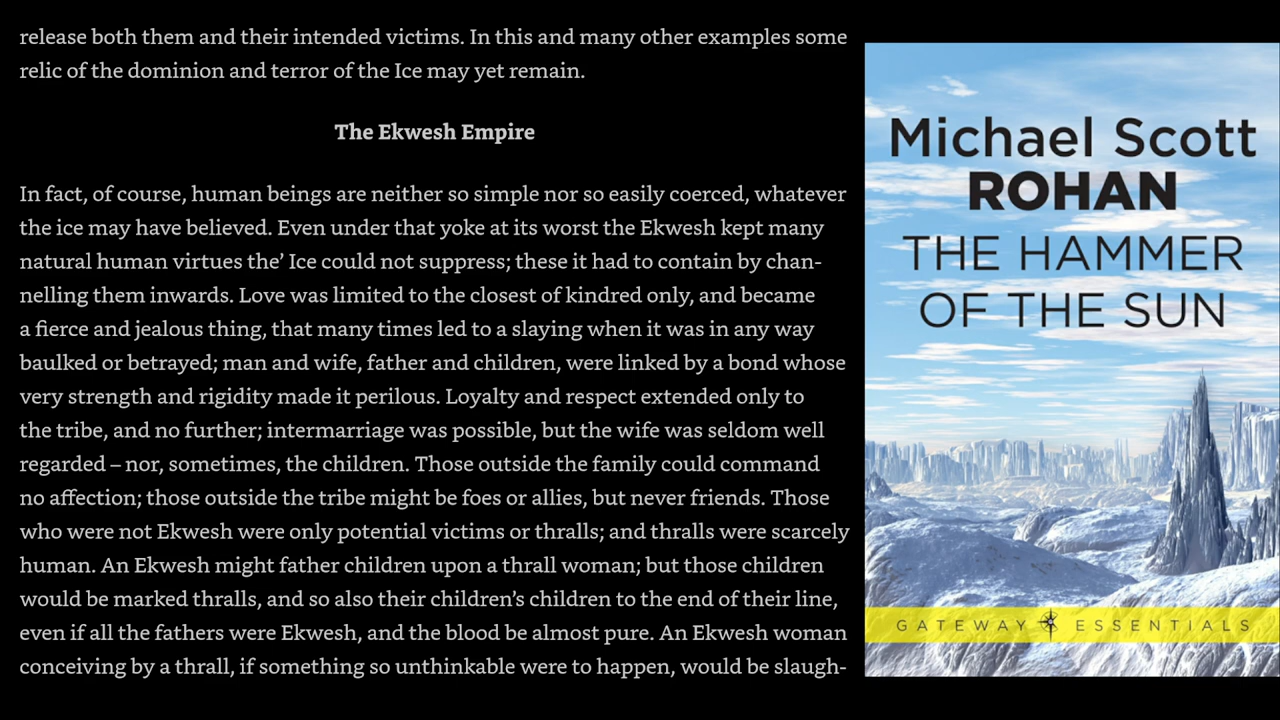 release both them and their intended victims. In this and many other examples some
relic of the dominion and terror of the Ice may yet remain.
The Ekwesh Empire
In fact, of course, human beings are neither so simple nor so easily coerced, whatever
the ice may have believed. Even under that yoke at its worst the Ekwesh kept many
natural human virtues the’ Ice could not suppress; these it had to contain by chan-
nelling them inwards. Love was limited to the closest of kindred only, and became
a fierce and jealous thing, that many times led to a slaying when it was in any way
baulked or betrayed; man and wife, father and children, were linked by a bond whose
very strength and rigidity made it perilous. Loyalty and respect extended only to
the tribe, and no further; intermarriage was possible, but the wife was seldom well
regarded – nor, sometimes, the children. Those outside the family could command
no affection; those outside the tribe might be foes or allies, but never friends. Those
who were not Ekwesh were only potential victims or thralls; and thralls were scarcely
human. An Ekwesh might father children upon a thrall woman; but those children
would be marked thralls, and so also their children’s children to the end of their line,
even if all the fathers were Ekwesh, and the blood be almost pure. An Ekwesh woman
conceiving by a thrall, if something so unthinkable were to happen, would be slaugh-
Michael Scott
ROHAN
THE HAMMER
OF THE SUN
GATEWAY ESSENTIALS